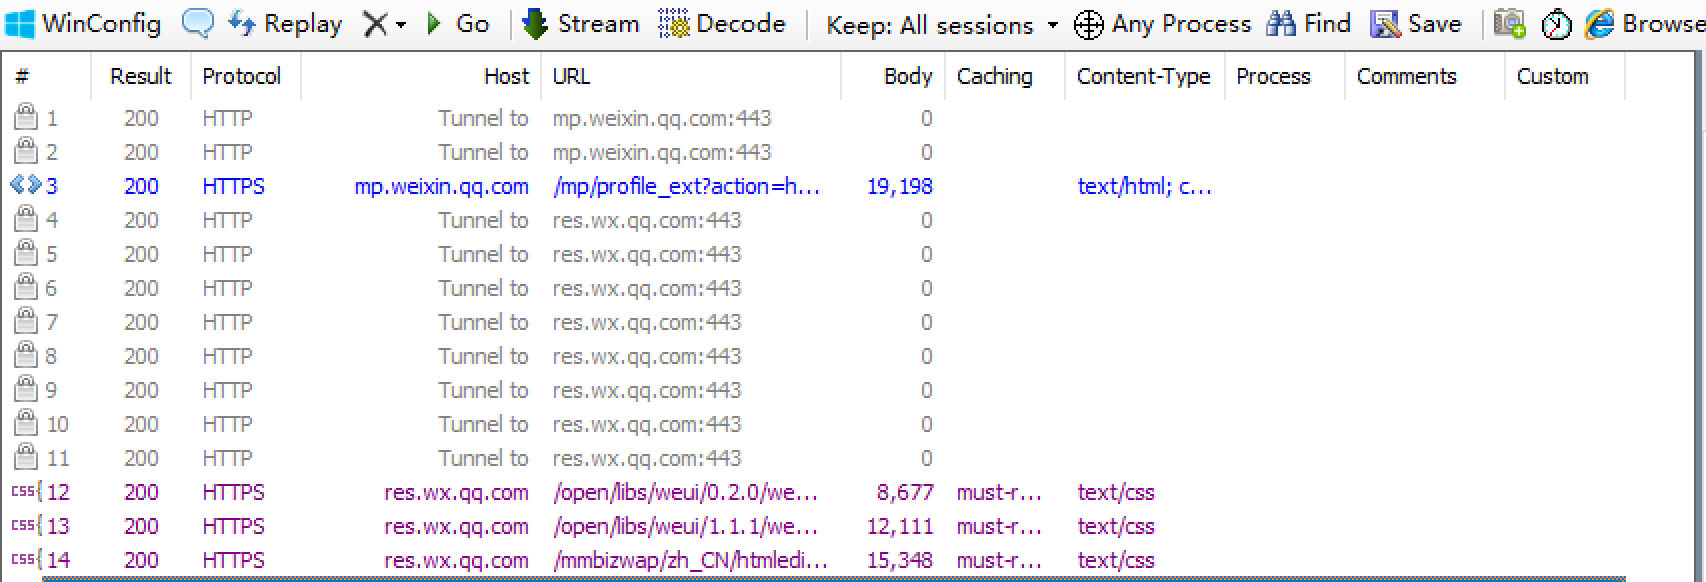 WinConfig Replay Go Stream Decode Keep: All sessions Any Process Find Save Browse
# Result Protocol Host URL Body Caching Content-Type Process Comments Custom
1 200 HTTP Tunnel to mp.weixin.qq.com:443 0
2 200 HTTP Tunnel to mp.weixin.qq.com:443 0
3 200 HTTPS mp.weixin.qq.com /mp/profile_ext?action=h... 19,198 text/html; c...
4 200 HTTP Tunnel to res.wx.qq.com:443 0
5 200 HTTP Tunnel to res.wx.qq.com:443 0
6 200 HTTP Tunnel to res.wx.qq.com:443 0
7 200 HTTP Tunnel to res.wx.qq.com:443 0
8 200 HTTP Tunnel to res.wx.qq.com:443 0
9 200 HTTP Tunnel to res.wx.qq.com:443 0
10 200 HTTP Tunnel to res.wx.qq.com:443 0
11 200 HTTP Tunnel to res.wx.qq.com:443 0
css{ 12 200 HTTPS res.wx.qq.com /open/libs/weui/0.2.0/we... 8,677 must-r... text/css
css{ 13 200 HTTPS res.wx.qq.com /open/libs/weui/1.1.1/we... 12,111 must-r... text/css
css{ 14 200 HTTPS res.wx.qq.com /mmbizwap/zh_CN/htmledi... 15,348 must-r... text/css